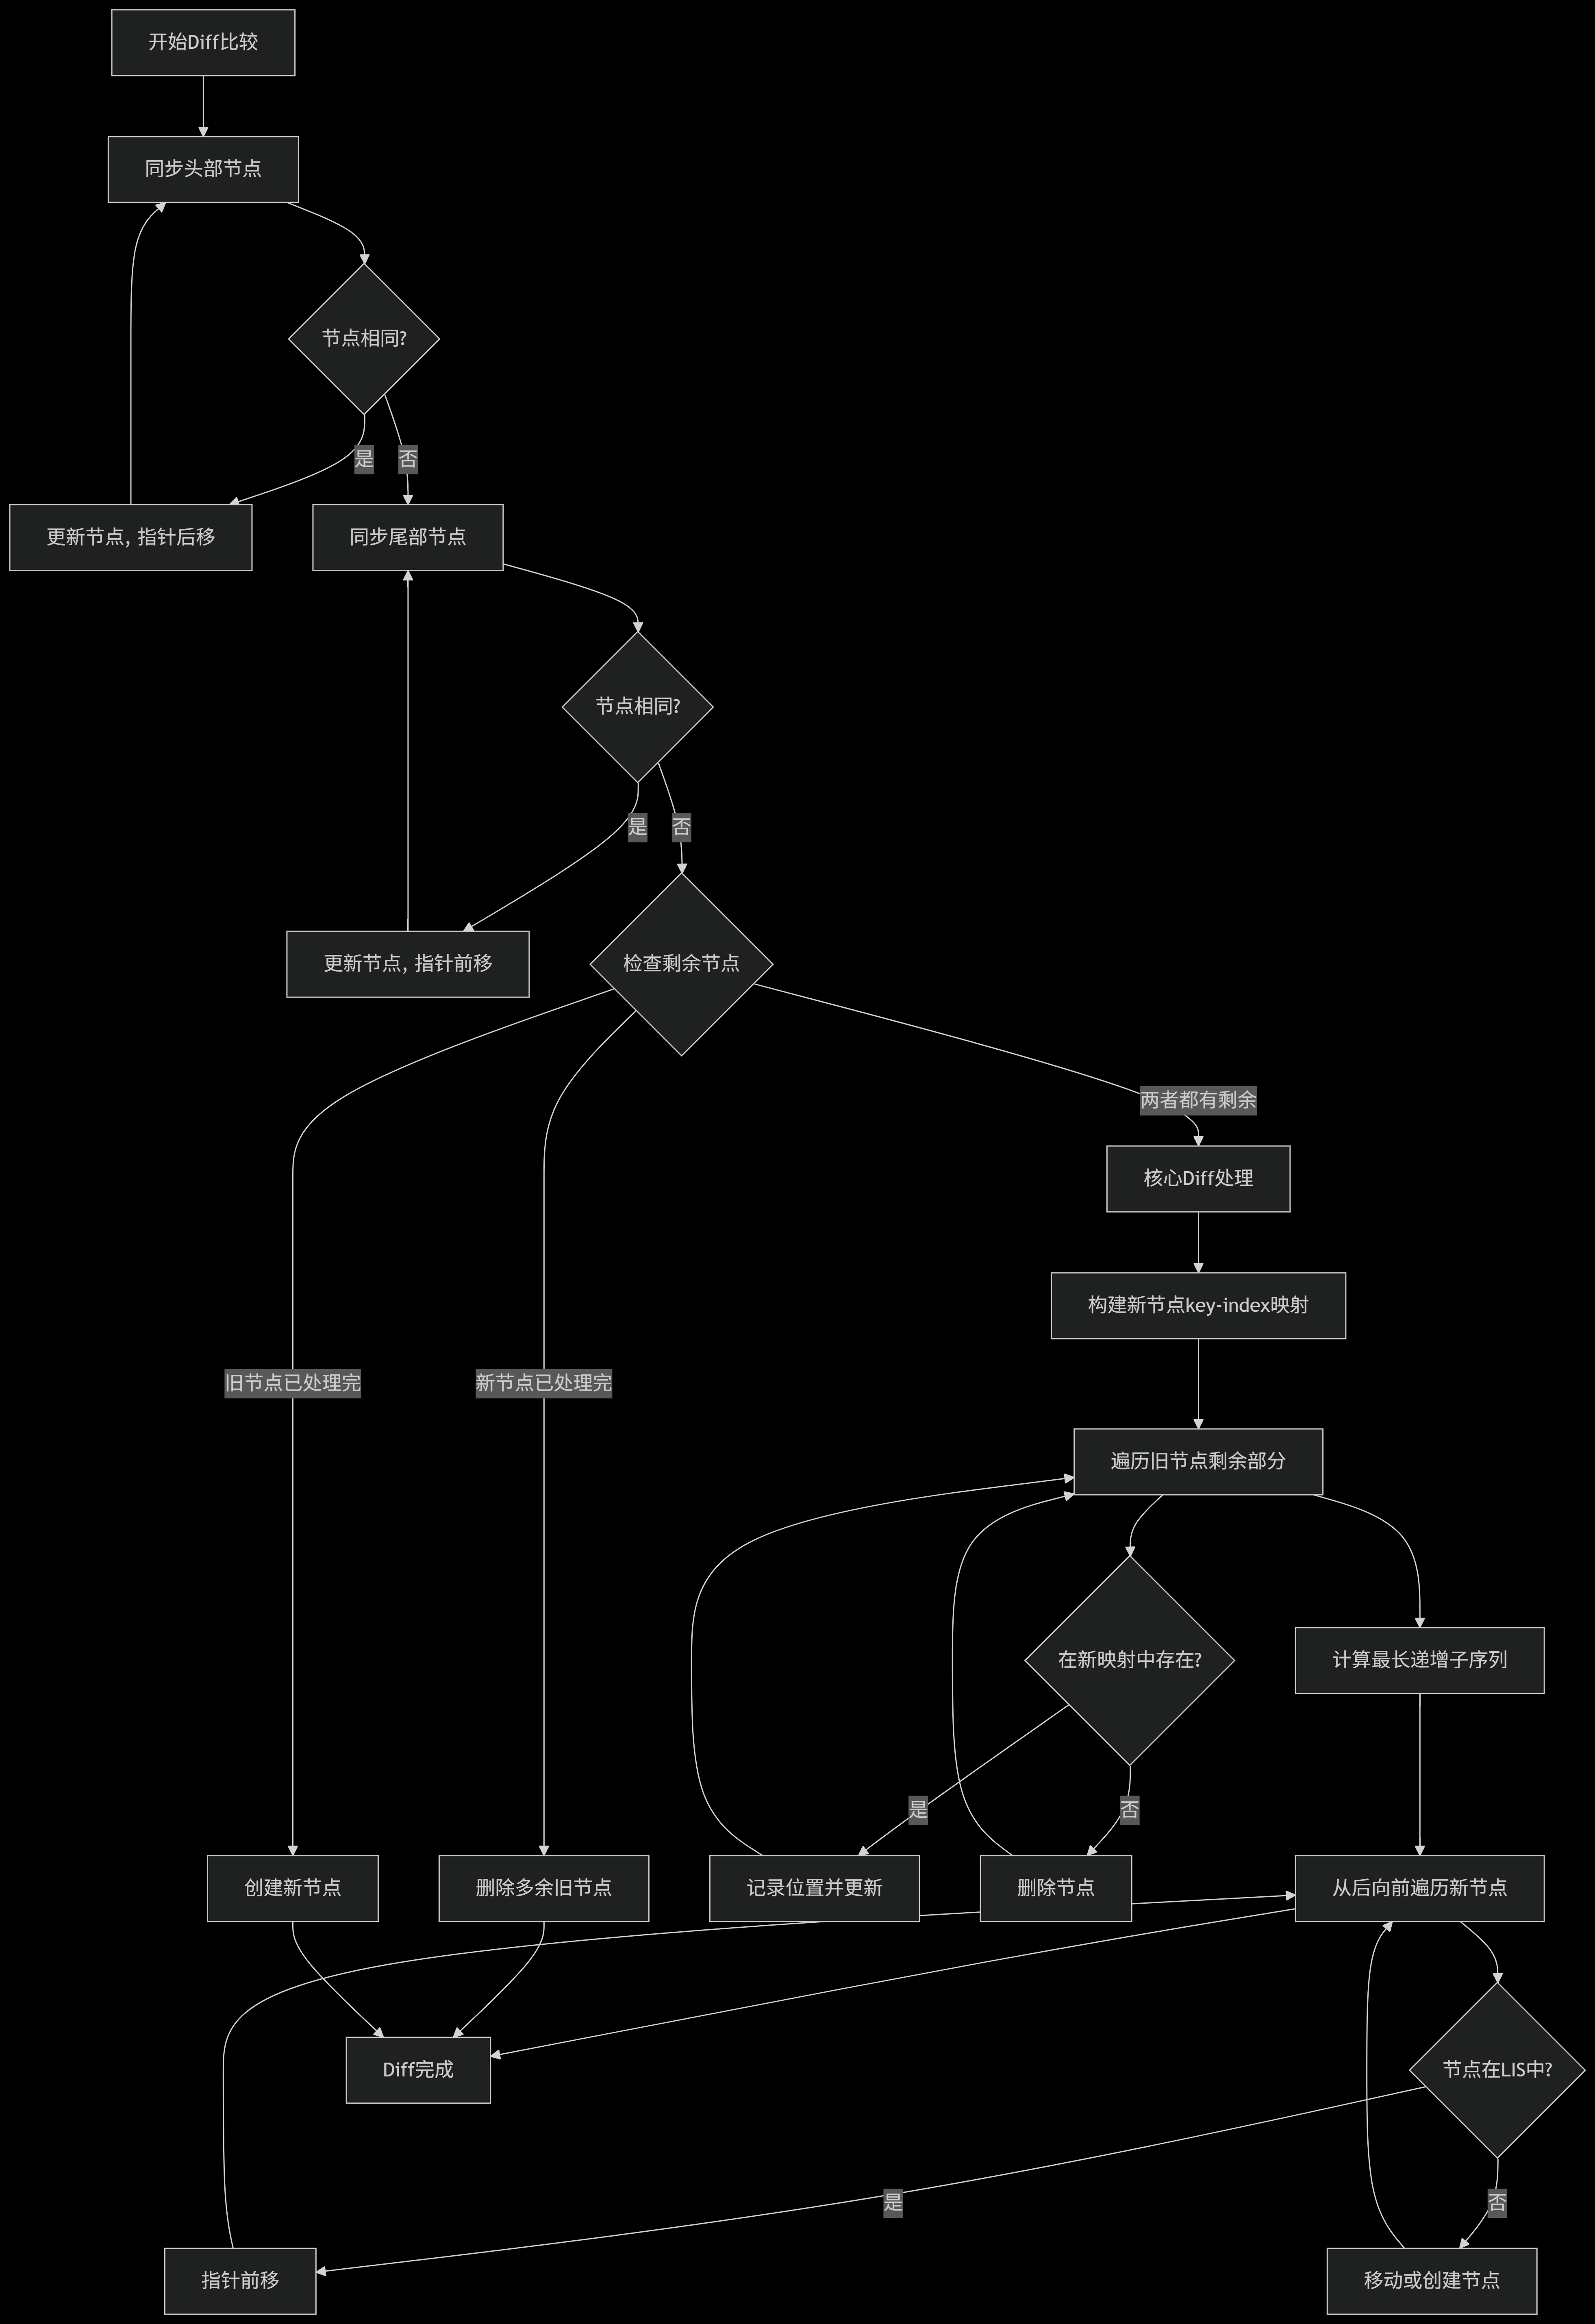 开始Diff比较
同步头部节点
节点相同?
是
否
更新节点, 指针后移
同步尾部节点
节点相同?
是
否
更新节点, 指针前移
检查剩余节点
两者都有剩余
核心Diff处理
构建新节点key-index映射
旧节点已处理完
新节点已处理完
遍历旧节点剩余部分
在新映射中存在?
计算最长递增子序列
是
否
创建新节点
删除多余旧节点
记录位置并更新
删除节点
从后向前遍历新节点
Diff完成
节点在LIS中?
是
否
指针前移
移动或创建节点